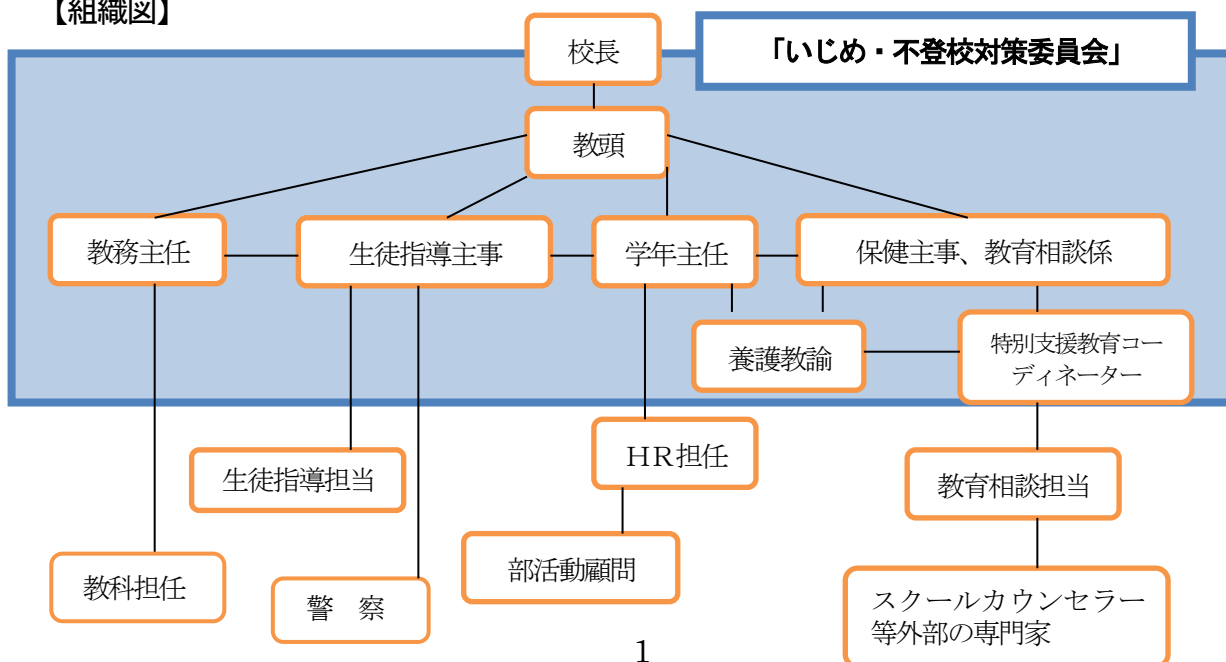 【組織図】
校長
「いじめ・不登校対策委員会」
教頭
教務主任
生徒指導主事
学年主任
保健主事、教育相談係
養護教諭
特別支援教育コー
ディネーター
HR担任
生徒指導担当
教育相談担当
部活動顧問
教科担任
警　察
スクールカウンセラー
等外部の専門家
1